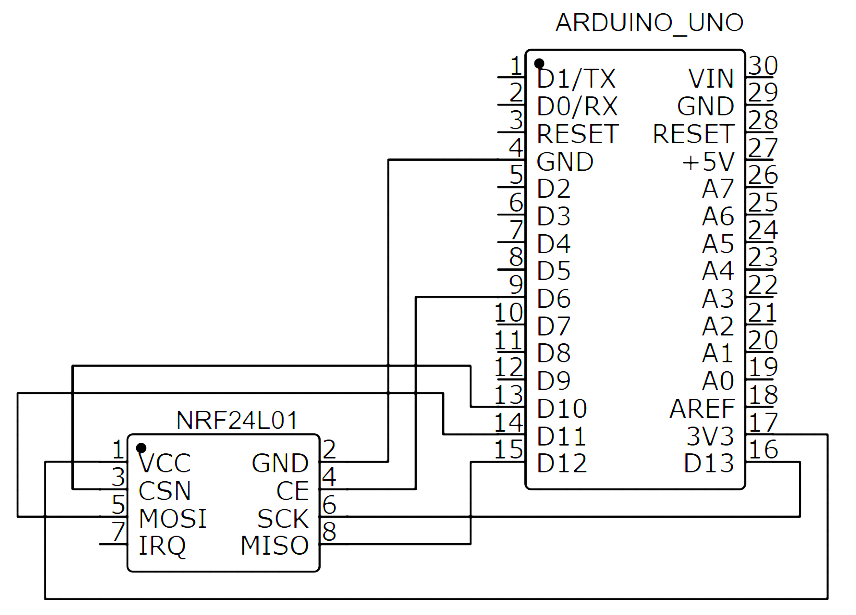 ARDUINO_UNO
1 D1/TX VIN 30
2 D0/RX GND 29
3 RESET RESET 28
4 GND +5V 27
5 D2 A7 26
6 D3 A6 25
7 D4 A5 24
8 D5 A4 23
9 D6 A3 22
10 D7 A2 21
11 D8 A1 20
12 D9 A0 19
13 D10 AREF 18
14 D11 3V3 17
15 D12 D13 16
NRF24L01
1 VCC GND 2
3 CSN CE 4
5 MOSI SCK 6
7 IRQ MISO 8